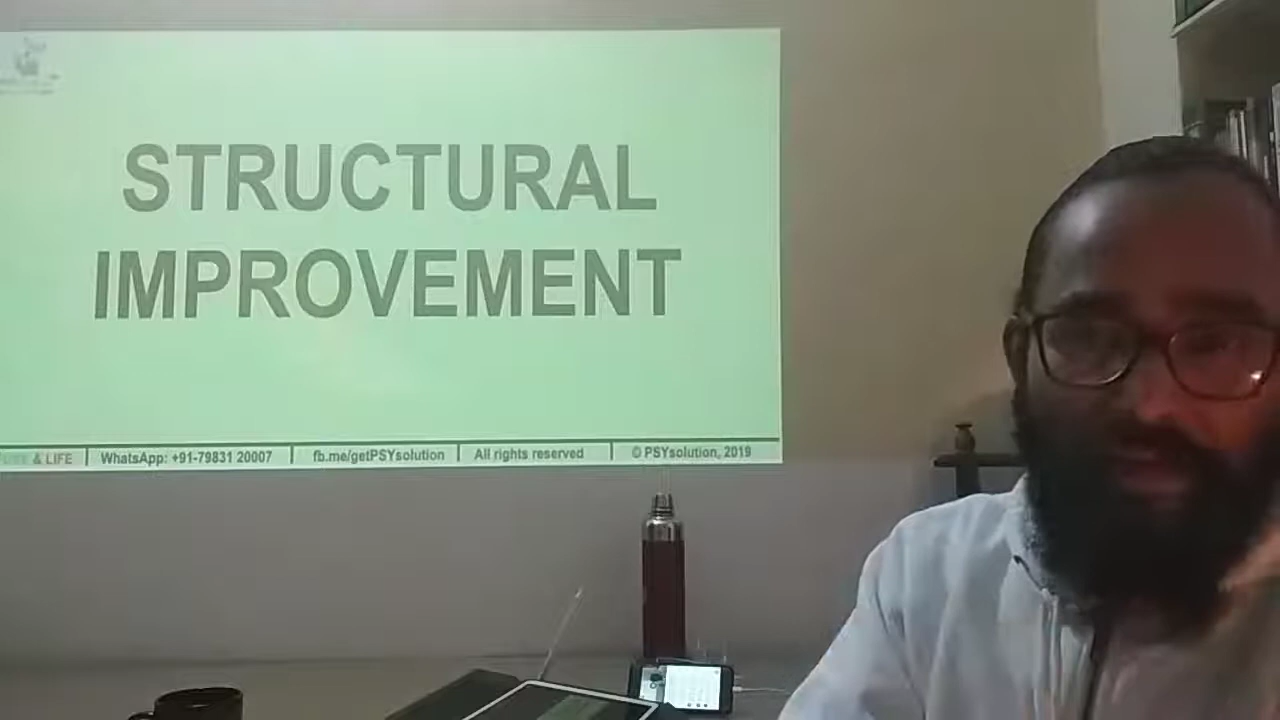 STRUCTURAL
IMPROVEMENT
& LIFE
WhatsApp: +91-79831 20007
fb.me/getPSYsolution
All rights reserved
© PSYsolution, 2019